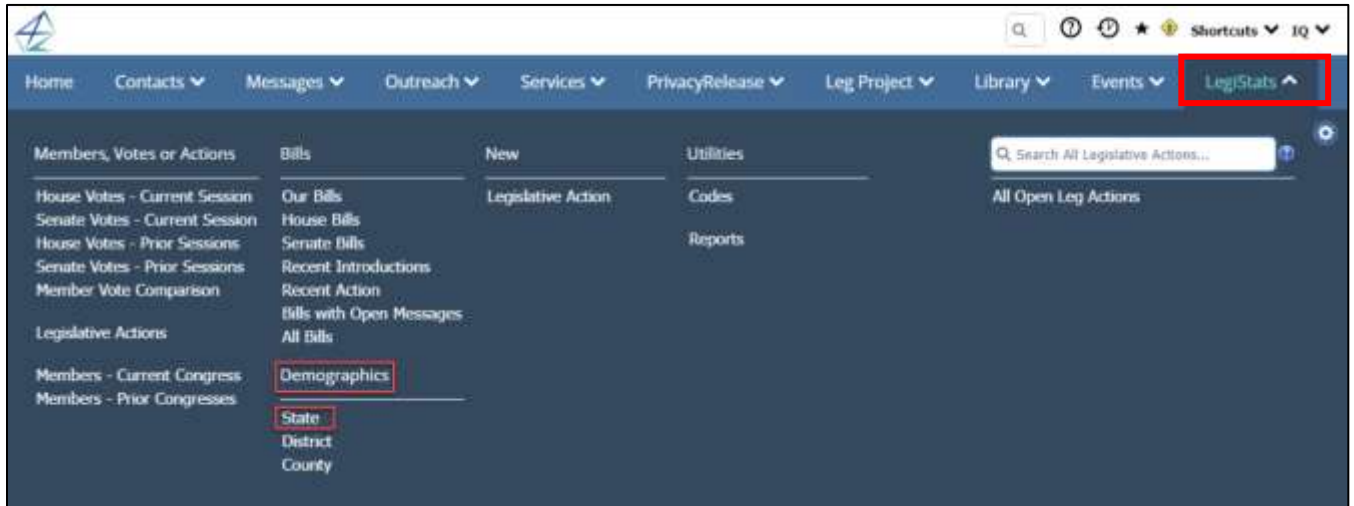 Shortcuts IQ
Home Contacts Messages Outreach Services PrivacyRelease Leg Project Library Events LegiStats
Members, Votes or Actions
House Votes - Current Session
Senate Votes - Current Session
House Votes - Prior Sessions
Senate Votes - Prior Sessions
Member Vote Comparison
Legislative Actions
Members - Current Congress
Members - Prior Congresses
Bills
Our Bills
House Bills
Senate Bills
Recent Introductions
Recent Action
Bills with Open Messages
All Bills
Demographics
State
District
County
New
Legislative Action
Utilities
Codes
Reports
Search All Legislative Actions...
All Open Leg Actions